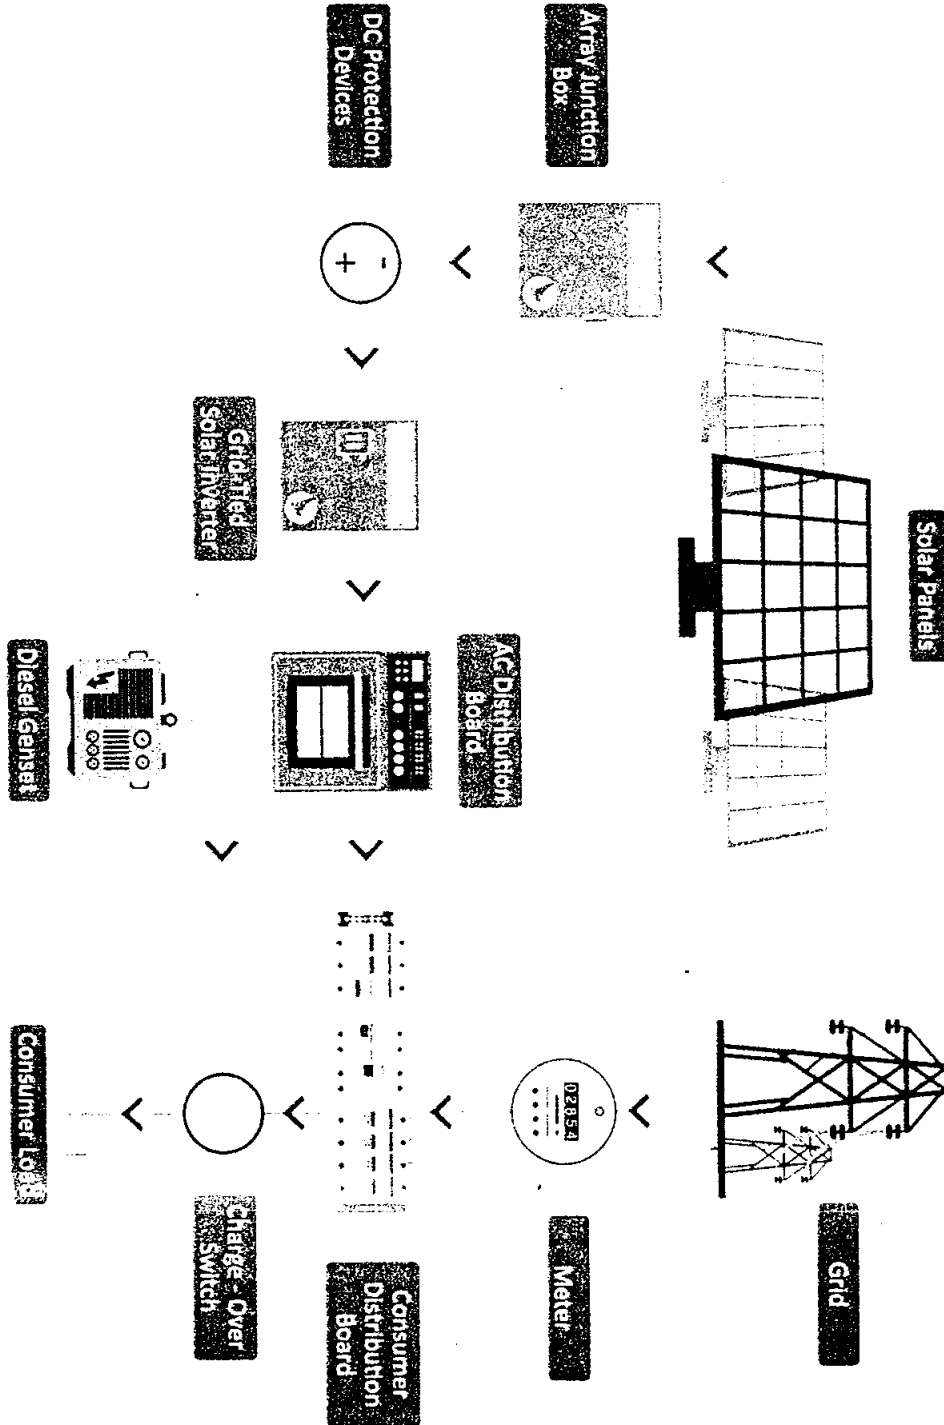 Solar Panels
Grid
Array Junction
Box
02854
Meter
DC Protection
Devices
- +
AC Distribution
Board
Consumer
Distribution
Board
Grid-Tied
Solar Inverter
Charge - Over
Switch
Diesel Genset
Consumer Load